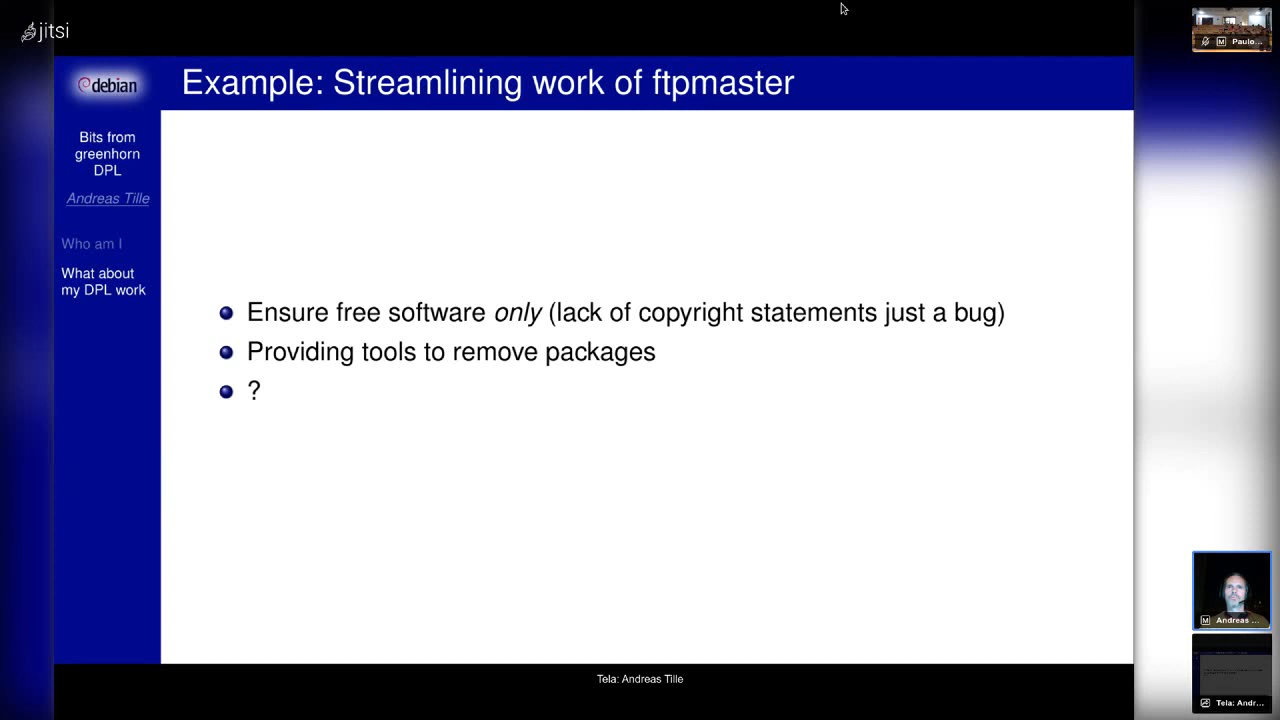 jitsi
debian
Example: Streamlining work of ftpmaster
Bits from
greenhorn
DPL
Andreas Tille
Who am I
What about
my DPL work
Ensure free software only (lack of copyright statements just a bug)
Providing tools to remove packages
?
Tela: Andreas Tille
M Paulo...
M Andreas ...
Tela: Andr...